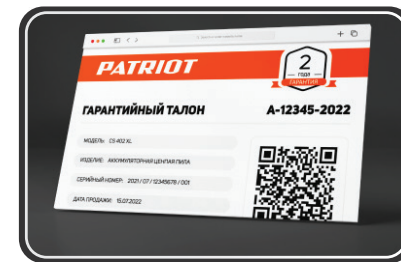 PATRIOT
2
ГОДА
ГАРАНТИЯ
ГАРАНТИЙНЫЙ ТАЛОН
A-12345-2022
МОДЕЛЬ: CS 402 XL
ИЗДЕЛИЕ: АККУМУЛЯТОРНАЯ ЦЕПНАЯ ПИЛА
СЕРИЙНЫЙ НОМЕР: 2021 / 07 / 12345678 / 001
ДАТА ПРОДАЖИ: 15.07.2022